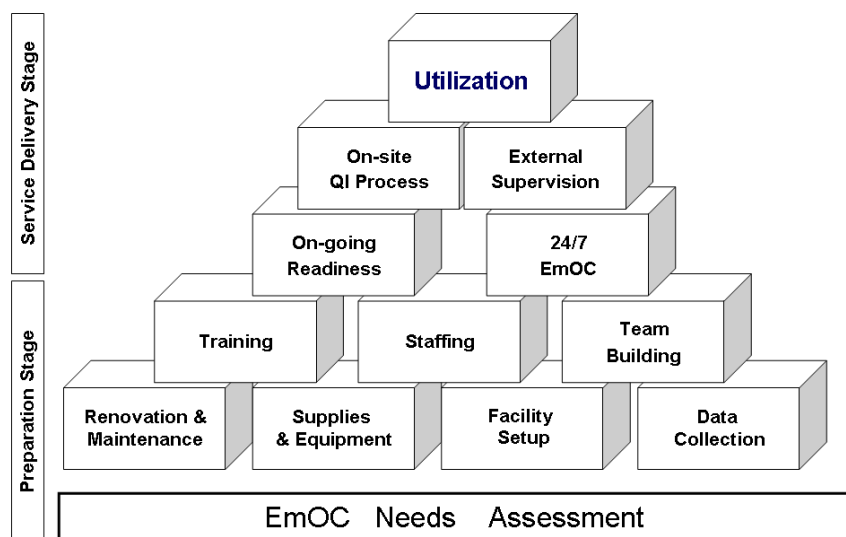 Service Delivery Stage
Utilization
On-site
QI Process
External
Supervision
On-going
Readiness
24/7
EmOC
Preparation Stage
Training
Staffing
Team
Building
Renovation &
Maintenance
Supplies
& Equipment
Facility
Setup
Data
Collection
EmOC Needs Assessment